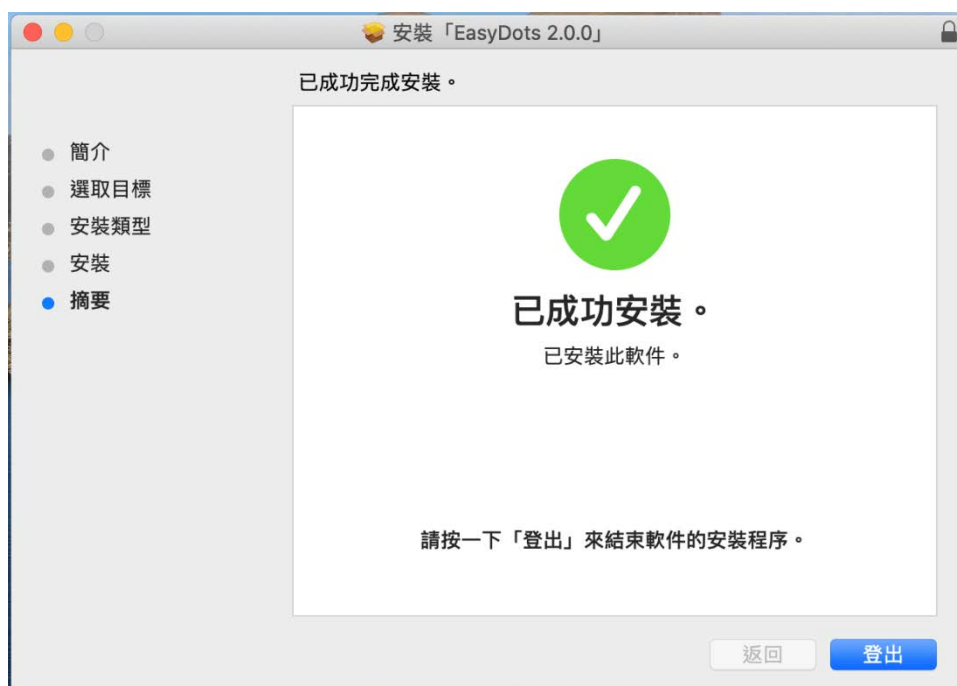 安裝「EasyDots 2.0.0」
已成功完成安裝。
簡介
選取目標
安裝類型
安裝
摘要
已成功安裝。
已安裝此軟件。
請按一下「登出」來結束軟件的安裝程序。
返回
登出